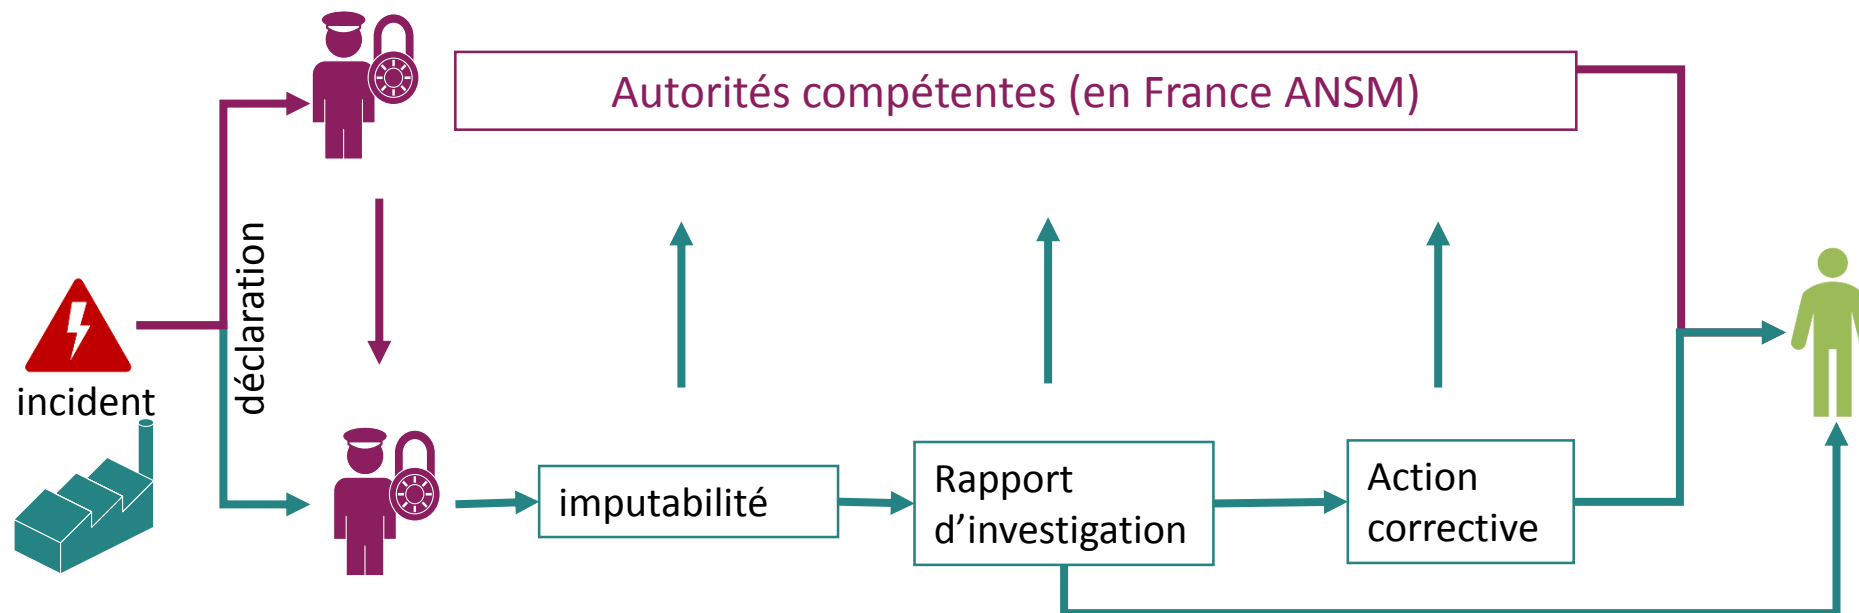 Autorités compétentes (en France ANSM)
déclaration
incident
imputabilité
Rapport
d’investigation
Action
corrective